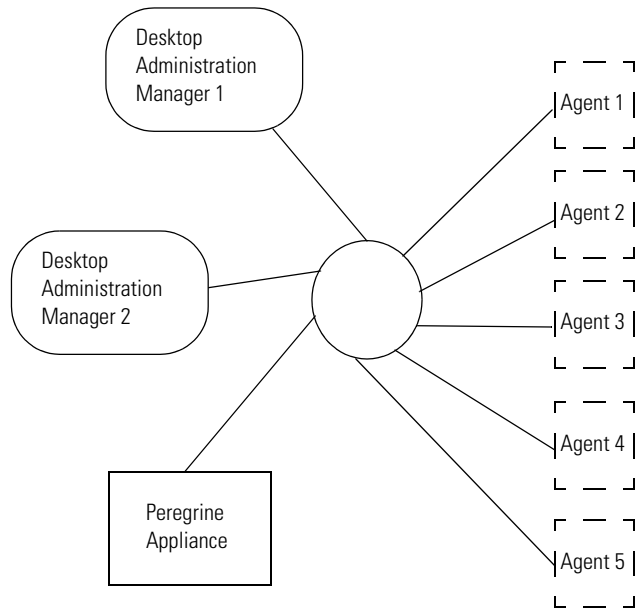 Desktop
Administration
Manager 1
Desktop
Administration
Manager 2
Peregrine
Appliance
Agent 1
Agent 2
Agent 3
Agent 4
Agent 5